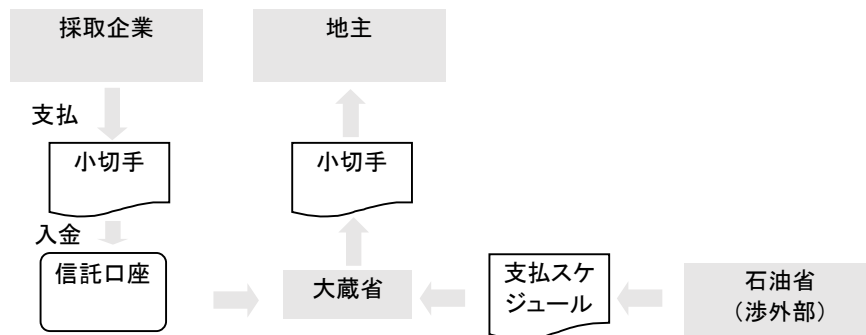 採取企業
地主
支払
小切手
小切手
入金
信託口座
大蔵省
支払スケ
ジュール
石油省
（渉外部）